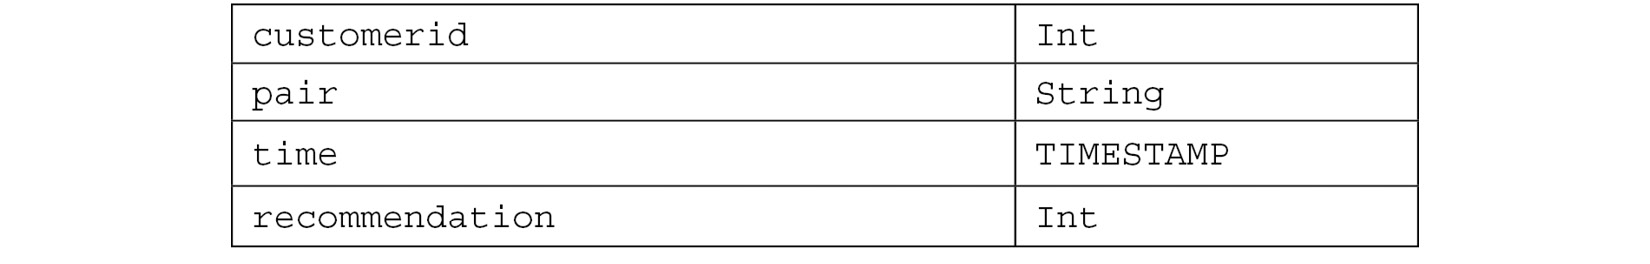 customerid Int
pair String
time TIMESTAMP
recommendation Int